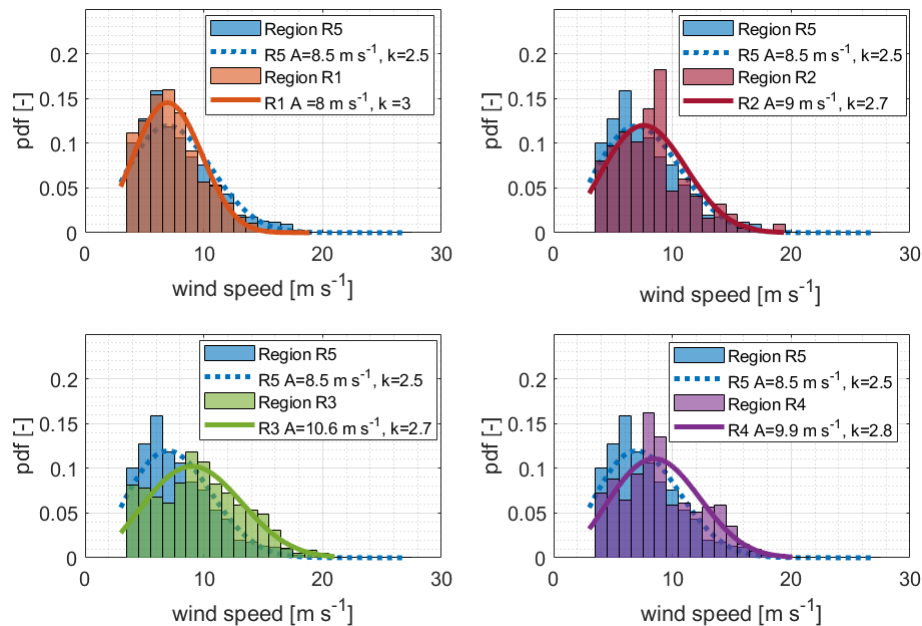 Region R5
R5 A=8.5 m s⁻¹, k=2.5
Region R1
R1 A =8 m s⁻¹, k =3
pdf [-]
0.2
0.15
0.1
0.05
0
0 10 20 30
wind speed [m s⁻¹]
Region R5
R5 A=8.5 m s⁻¹, k=2.5
Region R2
R2 A=9 m s⁻¹, k=2.7
pdf [-]
0.2
0.15
0.1
0.05
0
0 10 20 30
wind speed [m s⁻¹]
Region R5
R5 A=8.5 m s⁻¹, k=2.5
Region R3
R3 A=10.6 m s⁻¹, k=2.7
pdf [-]
0.2
0.15
0.1
0.05
0
0 10 20 30
wind speed [m s⁻¹]
Region R5
R5 A=8.5 m s⁻¹, k=2.5
Region R4
R4 A=9.9 m s⁻¹, k=2.8
pdf [-]
0.2
0.15
0.1
0.05
0
0 10 20 30
wind speed [m s⁻¹]